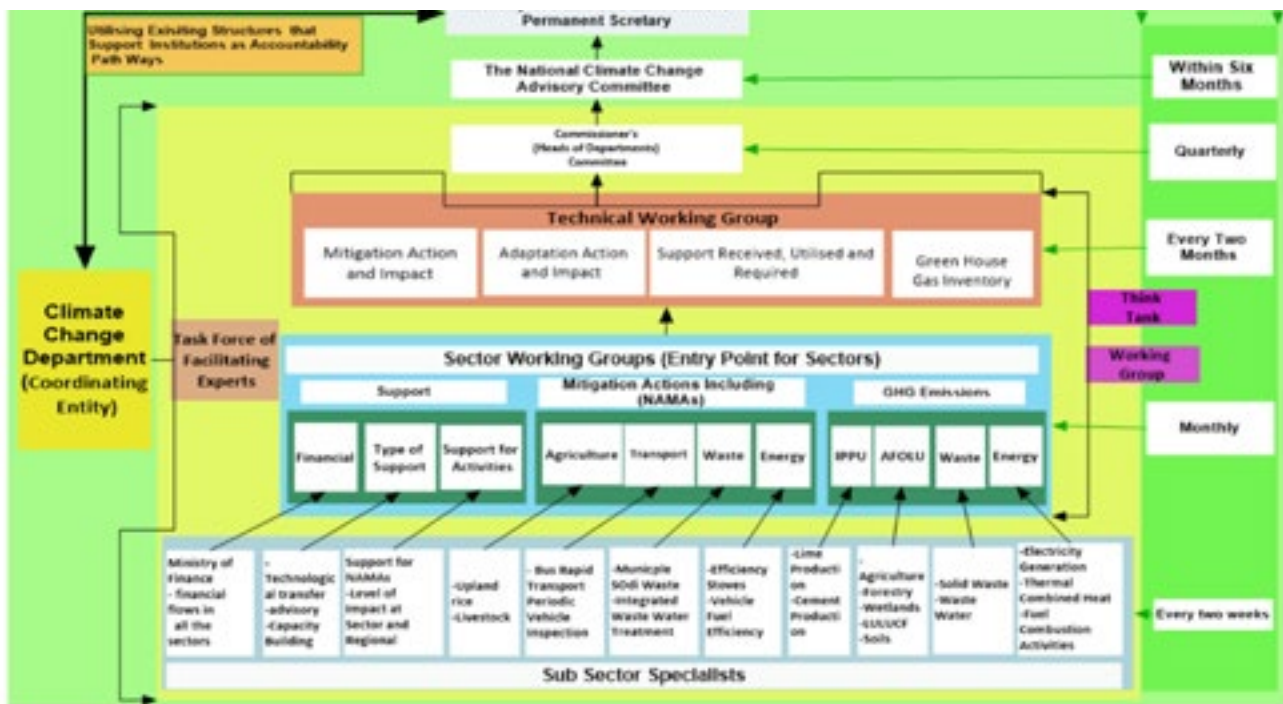 Permanent Scretary
Utilising Exisiting Structures that
Support Institutions as Accountability
Path Ways
The National Climate Change
Advisory Committee
Within Six
Months
Commissioner's
(Heads of Departments)
Committee
Quarterly
Technical Working Group
Mitigation Action
and Impact
Adaptation Action
and Impact
Support Received, Utilised and
Required
Green House
Gas Inventory
Every Two
Months
Climate
Change
Department
(Coordinating
Entity)
Task Force of
Facilitating
Experts
Think
Tank
Working
Group
Sector Working Groups (Entry Point for Sectors)
Support
Mitigation Actions Including
(NAMAs)
GHG Emissions
Financial
Type of
Support
Support for
Activities
Agriculture
Transport
Waste
Energy
IPPU
AFOLU
Waste
Energy
Monthly
Ministry of
Finance
- financial
flows in
all the
sectors
-
Technologic
al transfer
-advisory
-Capacity
Building
Support for
NAMAs
-Level of
Impact at
Sector and
Regional
-Upland
rice
-Livestock
- Bus Rapid
Transport
Periodic
Vehicle
Inspection
-Municple
SOdi Waste
-Integrated
Waste Water
Treatment
-Efficiency
Stoves
-Vehicle
Fuel
Efficiency
-Lime
Producti
on
-Cement
Producti
on
-
Agriculture
-Forestry
-Wetlands
-LULUCF
-Soils
-Solid Waste
-Waste
Water
-Electricity
Generation
-Thermal
Combined Heat
-Fuel
Combustion
Activities
Every two weeks
Sub Sector Specialists